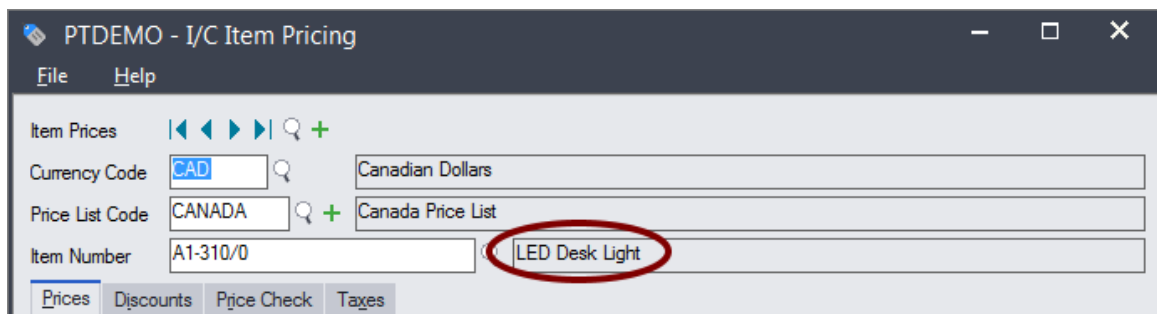 PTDEMO - I/C Item Pricing
File Help
Item Prices
Currency Code CAD Canadian Dollars
Price List Code CANADA Canada Price List
Item Number A1-310/0 LED Desk Light
Prices Discounts Price Check Taxes